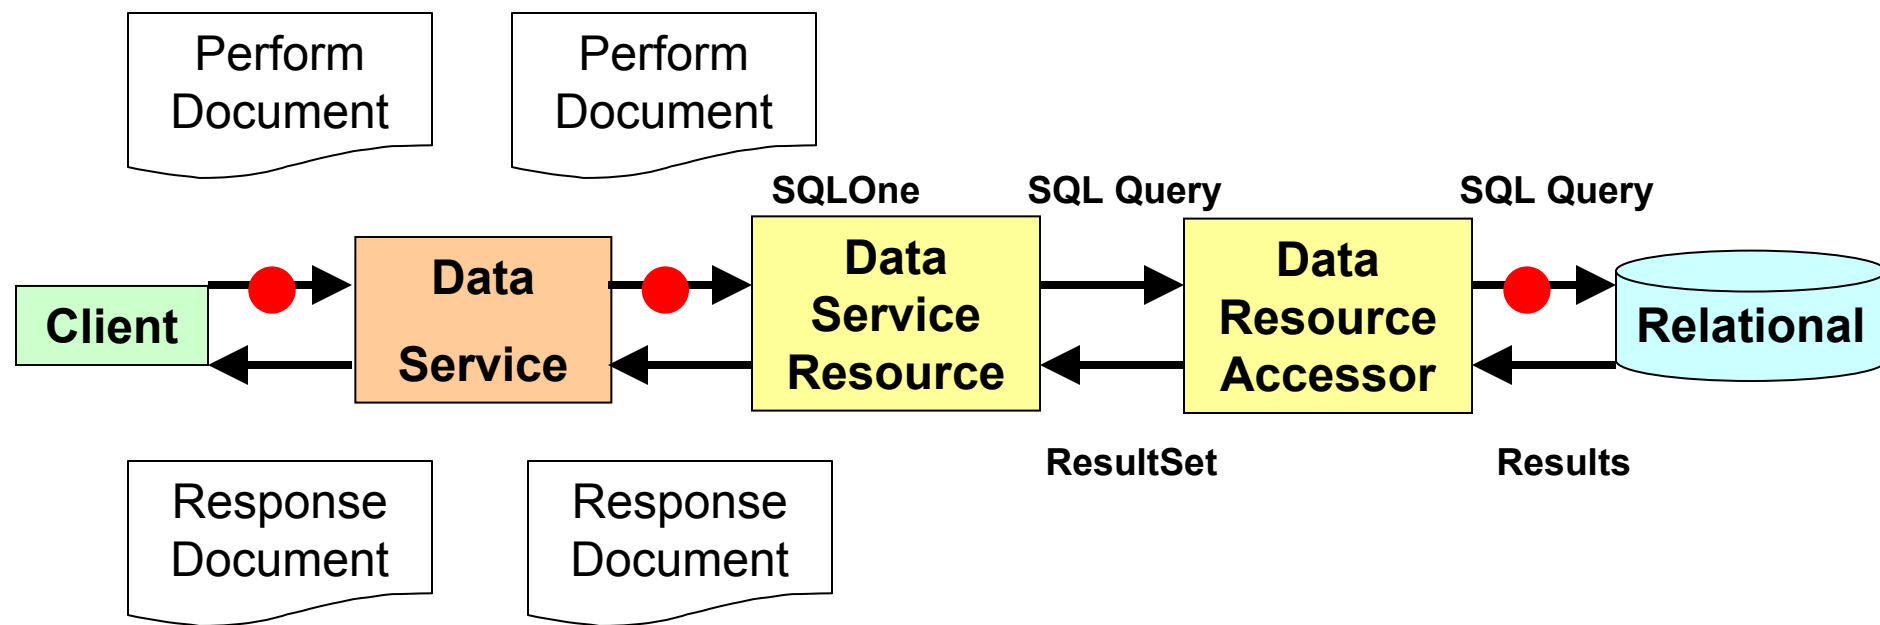 Perform
Document
Perform
Document
SQLOne
SQL Query
SQL Query
Client
Data
Service
Data
Service
Resource
Data
Resource
Accessor
Relational
ResultSet
Results
Response
Document
Response
Document